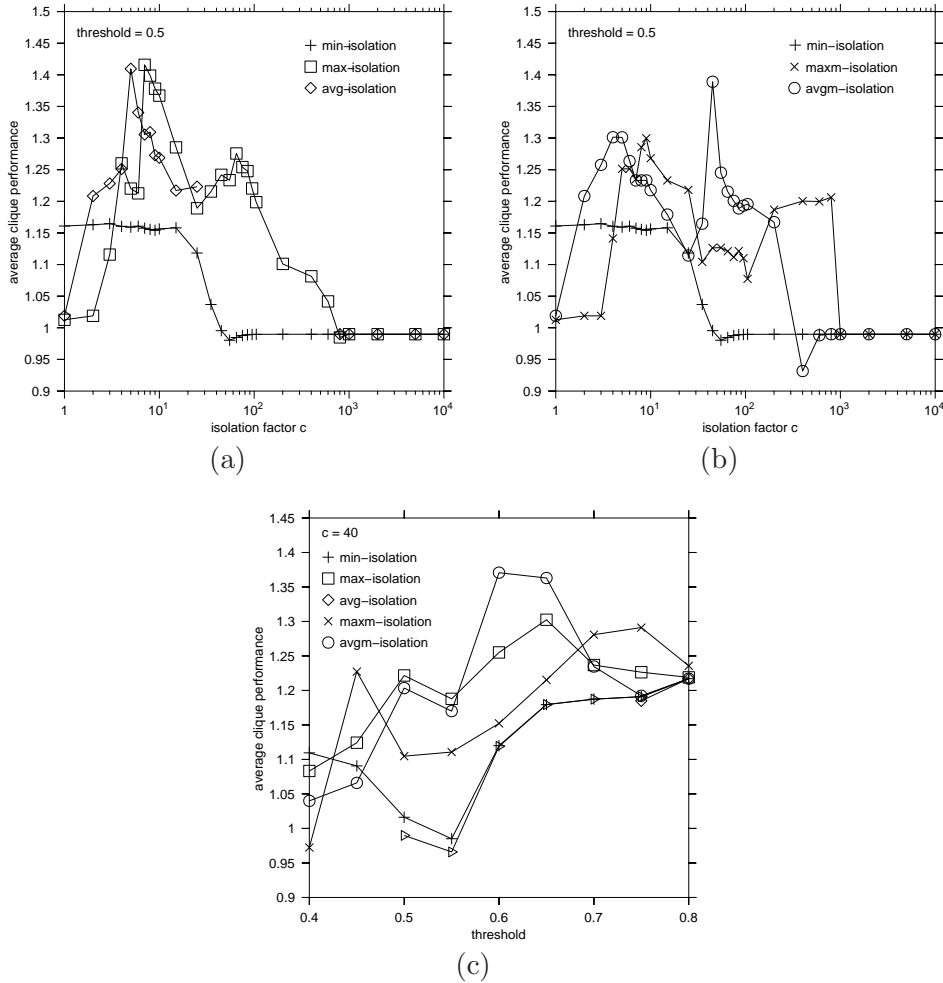 1.5
1.45
1.4
1.35
1.3
1.25
1.2
1.15
1.1
1.05
1
0.95
0.9
average clique performance
threshold = 0.5
min−isolation
max−isolation
avg−isolation
1 10^1 10^2 10^3 10^4
isolation factor c
(a)
1.5
1.45
1.4
1.35
1.3
1.25
1.2
1.15
1.1
1.05
1
0.95
0.9
average clique performance
threshold = 0.5
min−isolation
maxm−isolation
avgm−isolation
1 10^1 10^2 10^3 10^4
isolation factor c
(b)
1.45
1.4
1.35
1.3
1.25
1.2
1.15
1.1
1.05
1
0.95
0.9
average clique performance
c = 40
min−isolation
max−isolation
avg−isolation
maxm−isolation
avgm−isolation
0.4 0.5 0.6 0.7 0.8
threshold
(c)